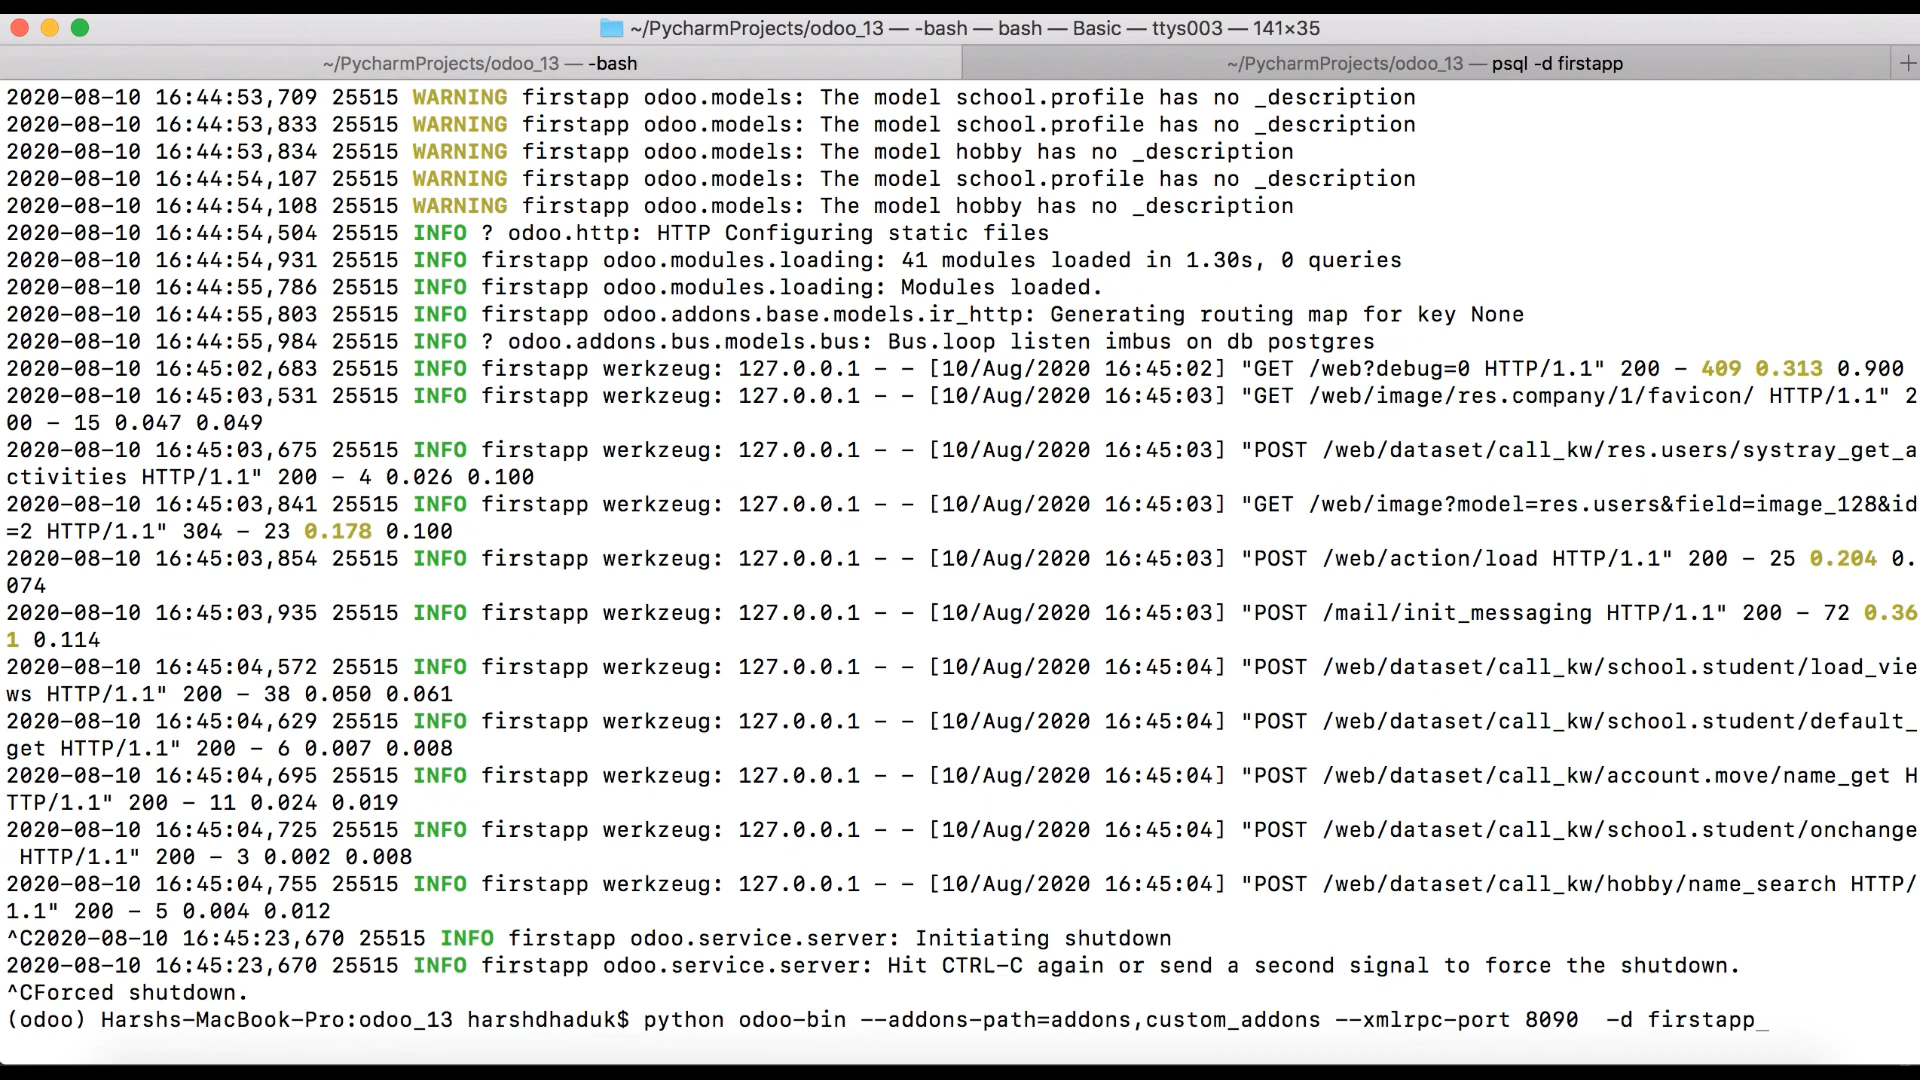 ~/PycharmProjects/odoo_13 — -bash — bash — Basic — ttys003 — 141×35
~/PycharmProjects/odoo_13 — -bash
~/PycharmProjects/odoo_13 — psql -d firstapp
2020-08-10 16:44:53,709 25515 WARNING firstapp odoo.models: The model school.profile has no _description
2020-08-10 16:44:53,833 25515 WARNING firstapp odoo.models: The model school.profile has no _description
2020-08-10 16:44:53,834 25515 WARNING firstapp odoo.models: The model hobby has no _description
2020-08-10 16:44:54,107 25515 WARNING firstapp odoo.models: The model school.profile has no _description
2020-08-10 16:44:54,108 25515 WARNING firstapp odoo.models: The model hobby has no _description
2020-08-10 16:44:54,504 25515 INFO ? odoo.http: HTTP Configuring static files
2020-08-10 16:44:54,931 25515 INFO firstapp odoo.modules.loading: 41 modules loaded in 1.30s, 0 queries
2020-08-10 16:44:55,786 25515 INFO firstapp odoo.modules.loading: Modules loaded.
2020-08-10 16:44:55,803 25515 INFO firstapp odoo.addons.base.models.ir_http: Generating routing map for key None
2020-08-10 16:44:55,984 25515 INFO ? odoo.addons.bus.models.bus: Bus.loop listen imbus on db postgres
2020-08-10 16:45:02,683 25515 INFO firstapp werkzeug: 127.0.0.1 - - [10/Aug/2020 16:45:02] "GET /web?debug=0 HTTP/1.1" 200 - 409 0.313 0.900
2020-08-10 16:45:03,531 25515 INFO firstapp werkzeug: 127.0.0.1 - - [10/Aug/2020 16:45:03] "GET /web/image/res.company/1/favicon/ HTTP/1.1" 2
00 - 15 0.047 0.049
2020-08-10 16:45:03,675 25515 INFO firstapp werkzeug: 127.0.0.1 - - [10/Aug/2020 16:45:03] "POST /web/dataset/call_kw/res.users/systray_get_a
ctivities HTTP/1.1" 200 - 4 0.026 0.100
2020-08-10 16:45:03,841 25515 INFO firstapp werkzeug: 127.0.0.1 - - [10/Aug/2020 16:45:03] "GET /web/image?model=res.users&field=image_128&id
=2 HTTP/1.1" 304 - 23 0.178 0.100
2020-08-10 16:45:03,854 25515 INFO firstapp werkzeug: 127.0.0.1 - - [10/Aug/2020 16:45:03] "POST /web/action/load HTTP/1.1" 200 - 25 0.204 0.
074
2020-08-10 16:45:03,935 25515 INFO firstapp werkzeug: 127.0.0.1 - - [10/Aug/2020 16:45:03] "POST /mail/init_messaging HTTP/1.1" 200 - 72 0.36
1 0.114
2020-08-10 16:45:04,572 25515 INFO firstapp werkzeug: 127.0.0.1 - - [10/Aug/2020 16:45:04] "POST /web/dataset/call_kw/school.student/load_vie
ws HTTP/1.1" 200 - 38 0.050 0.061
2020-08-10 16:45:04,629 25515 INFO firstapp werkzeug: 127.0.0.1 - - [10/Aug/2020 16:45:04] "POST /web/dataset/call_kw/school.student/default_
get HTTP/1.1" 200 - 6 0.007 0.008
2020-08-10 16:45:04,695 25515 INFO firstapp werkzeug: 127.0.0.1 - - [10/Aug/2020 16:45:04] "POST /web/dataset/call_kw/account.move/name_get H
TTP/1.1" 200 - 11 0.024 0.019
2020-08-10 16:45:04,725 25515 INFO firstapp werkzeug: 127.0.0.1 - - [10/Aug/2020 16:45:04] "POST /web/dataset/call_kw/school.student/onchange
 HTTP/1.1" 200 - 3 0.002 0.008
2020-08-10 16:45:04,755 25515 INFO firstapp werkzeug: 127.0.0.1 - - [10/Aug/2020 16:45:04] "POST /web/dataset/call_kw/hobby/name_search HTTP/
1.1" 200 - 5 0.004 0.012
^C2020-08-10 16:45:23,670 25515 INFO firstapp odoo.service.server: Initiating shutdown
2020-08-10 16:45:23,670 25515 INFO firstapp odoo.service.server: Hit CTRL-C again or send a second signal to force the shutdown.
^CForced shutdown.
(odoo) Harshs-MacBook-Pro:odoo_13 harshdhaduk$ python odoo-bin --addons-path=addons,custom_addons --xmlrpc-port 8090  -d firstapp_